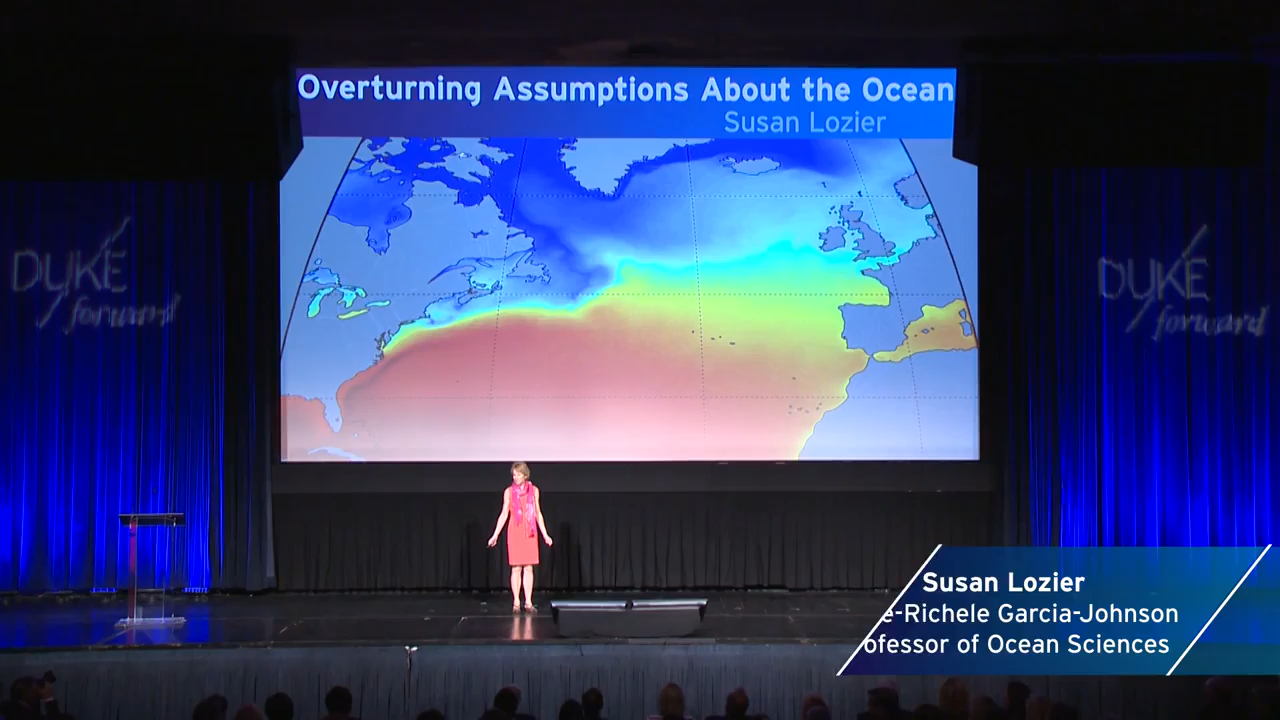 Overturning Assumptions About the Ocean
Susan Lozier
DUKE
forward
DUKE
forward
Susan Lozier
e-Richele Garcia-Johnson
ofessor of Ocean Sciences